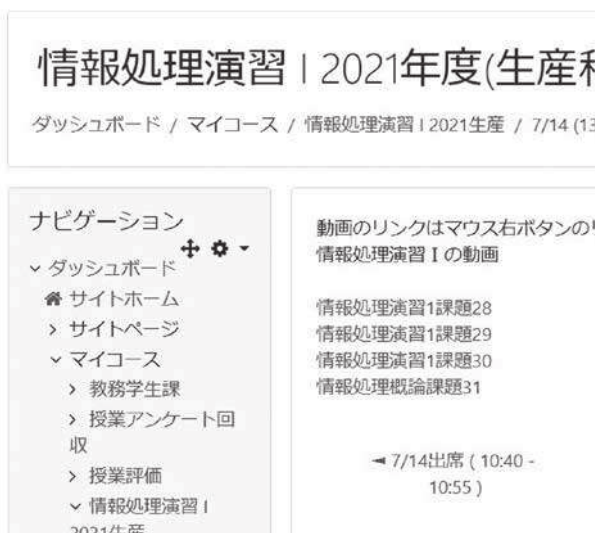 情報処理演習 I 2021年度(生産
ダッシュボード / マイコース / 情報処理演習 I 2021生産 / 7/14 (13
ナビゲーション
ダッシュボード
サイトホーム
サイトページ
マイコース
教務学生課
授業アンケート回
収
授業評価
情報処理演習 I
2021生産
動画のリンクはマウス右ボタンの
情報処理演習 I の動画
情報処理演習1課題28
情報処理演習1課題29
情報処理演習1課題30
情報処理概論課題31
◄ 7/14出席 ( 10:40 -
10:55 )